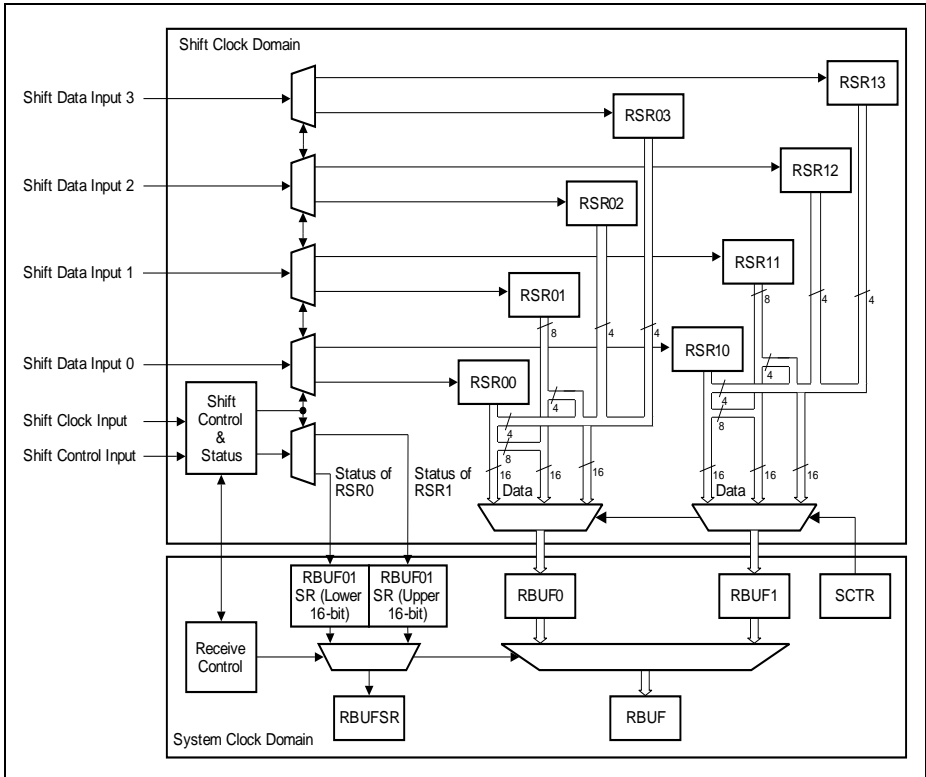 Shift Clock Domain
Shift Data Input 3
RSR13
RSR03
Shift Data Input 2
RSR12
RSR02
Shift Data Input 1
RSR11
RSR01
8
4
4
8
4
4
Shift Data Input 0
RSR10
RSR00
4
4
Shift
Control
&
Status
Shift Clock Input
Shift Control Input
4
8
4
8
Status of
RSR0
Status of
RSR1
16
16
16
Data
16
16
16
Data
RBUF01
SR (Lower
16-bit)
RBUF01
SR (Upper
16-bit)
RBUF0
RBUF1
SCTR
Receive
Control
RBUFSR
RBUF
System Clock Domain